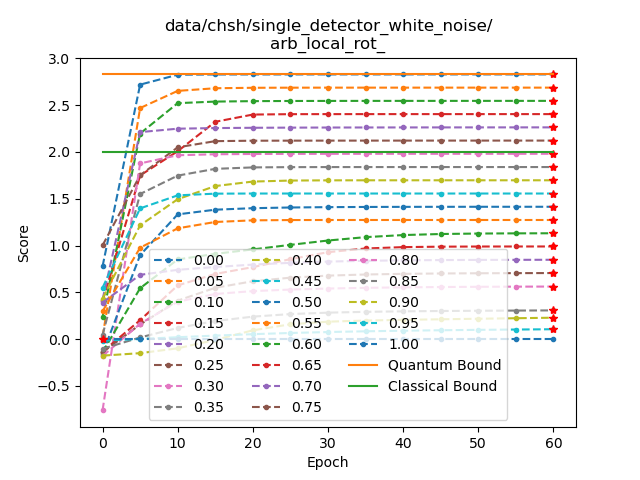 data/chsh/single_detector_white_noise/
arb_local_rot_
Score
3.0
2.5
2.0
1.5
1.0
0.5
0.0
−0.5
0.00 0.40 0.80
0.05 0.45 0.85
0.10 0.50 0.90
0.15 0.55 0.95
0.20 0.60 1.00
0.25 0.65 Quantum Bound
0.30 0.70 Classical Bound
0.35 0.75
0 10 20 30 40 50 60
Epoch